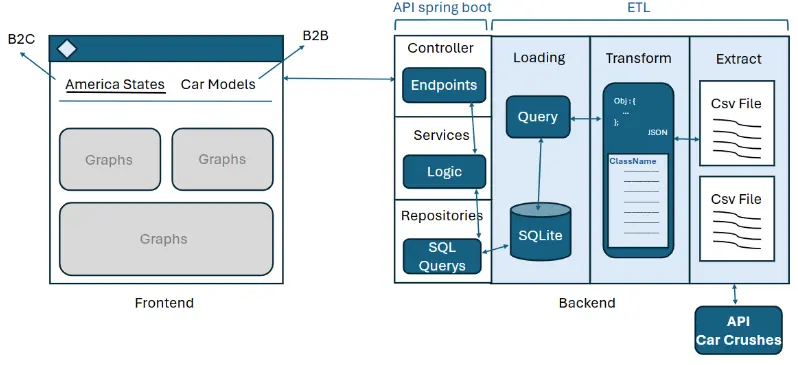 API spring boot
ETL
B2C
B2B
America States
Car Models
Graphs
Graphs
Graphs
Frontend
Controller
Endpoints
Services
Logic
Repositories
SQL
Querys
Loading
Query
SQLite
Transform
Obj : {
...
};
JSON
ClassName
Extract
Csv File
Csv File
Backend
API
Car Crushes